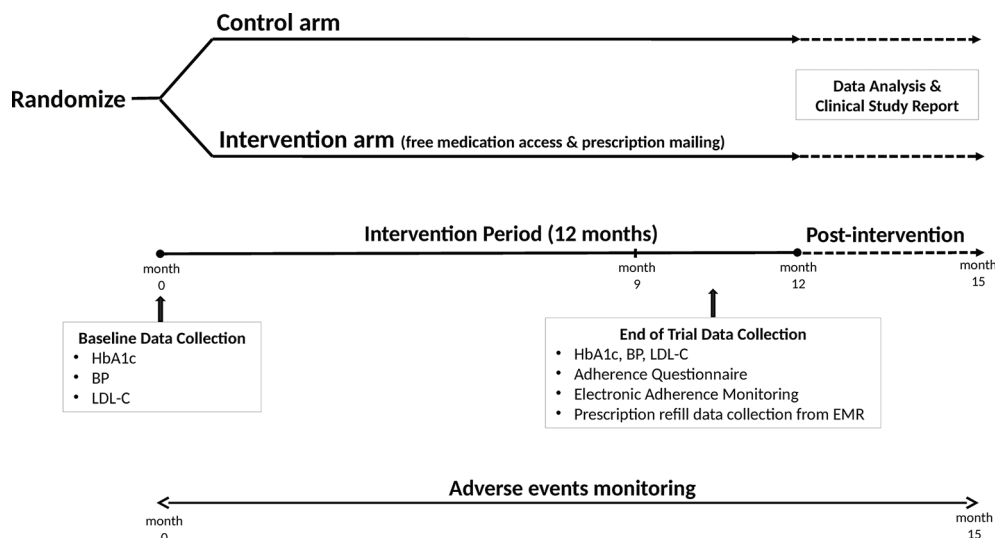 Control arm
Randomize
Data Analysis &
Clinical Study Report
Intervention arm (free medication access & prescription mailing)
Intervention Period (12 months)
Post-intervention
month
0
month
9
month
12
month
15
Baseline Data Collection
• HbA1c
• BP
• LDL-C
End of Trial Data Collection
• HbA1c, BP, LDL-C
• Adherence Questionnaire
• Electronic Adherence Monitoring
• Prescription refill data collection from EMR
Adverse events monitoring
month
0
month
15